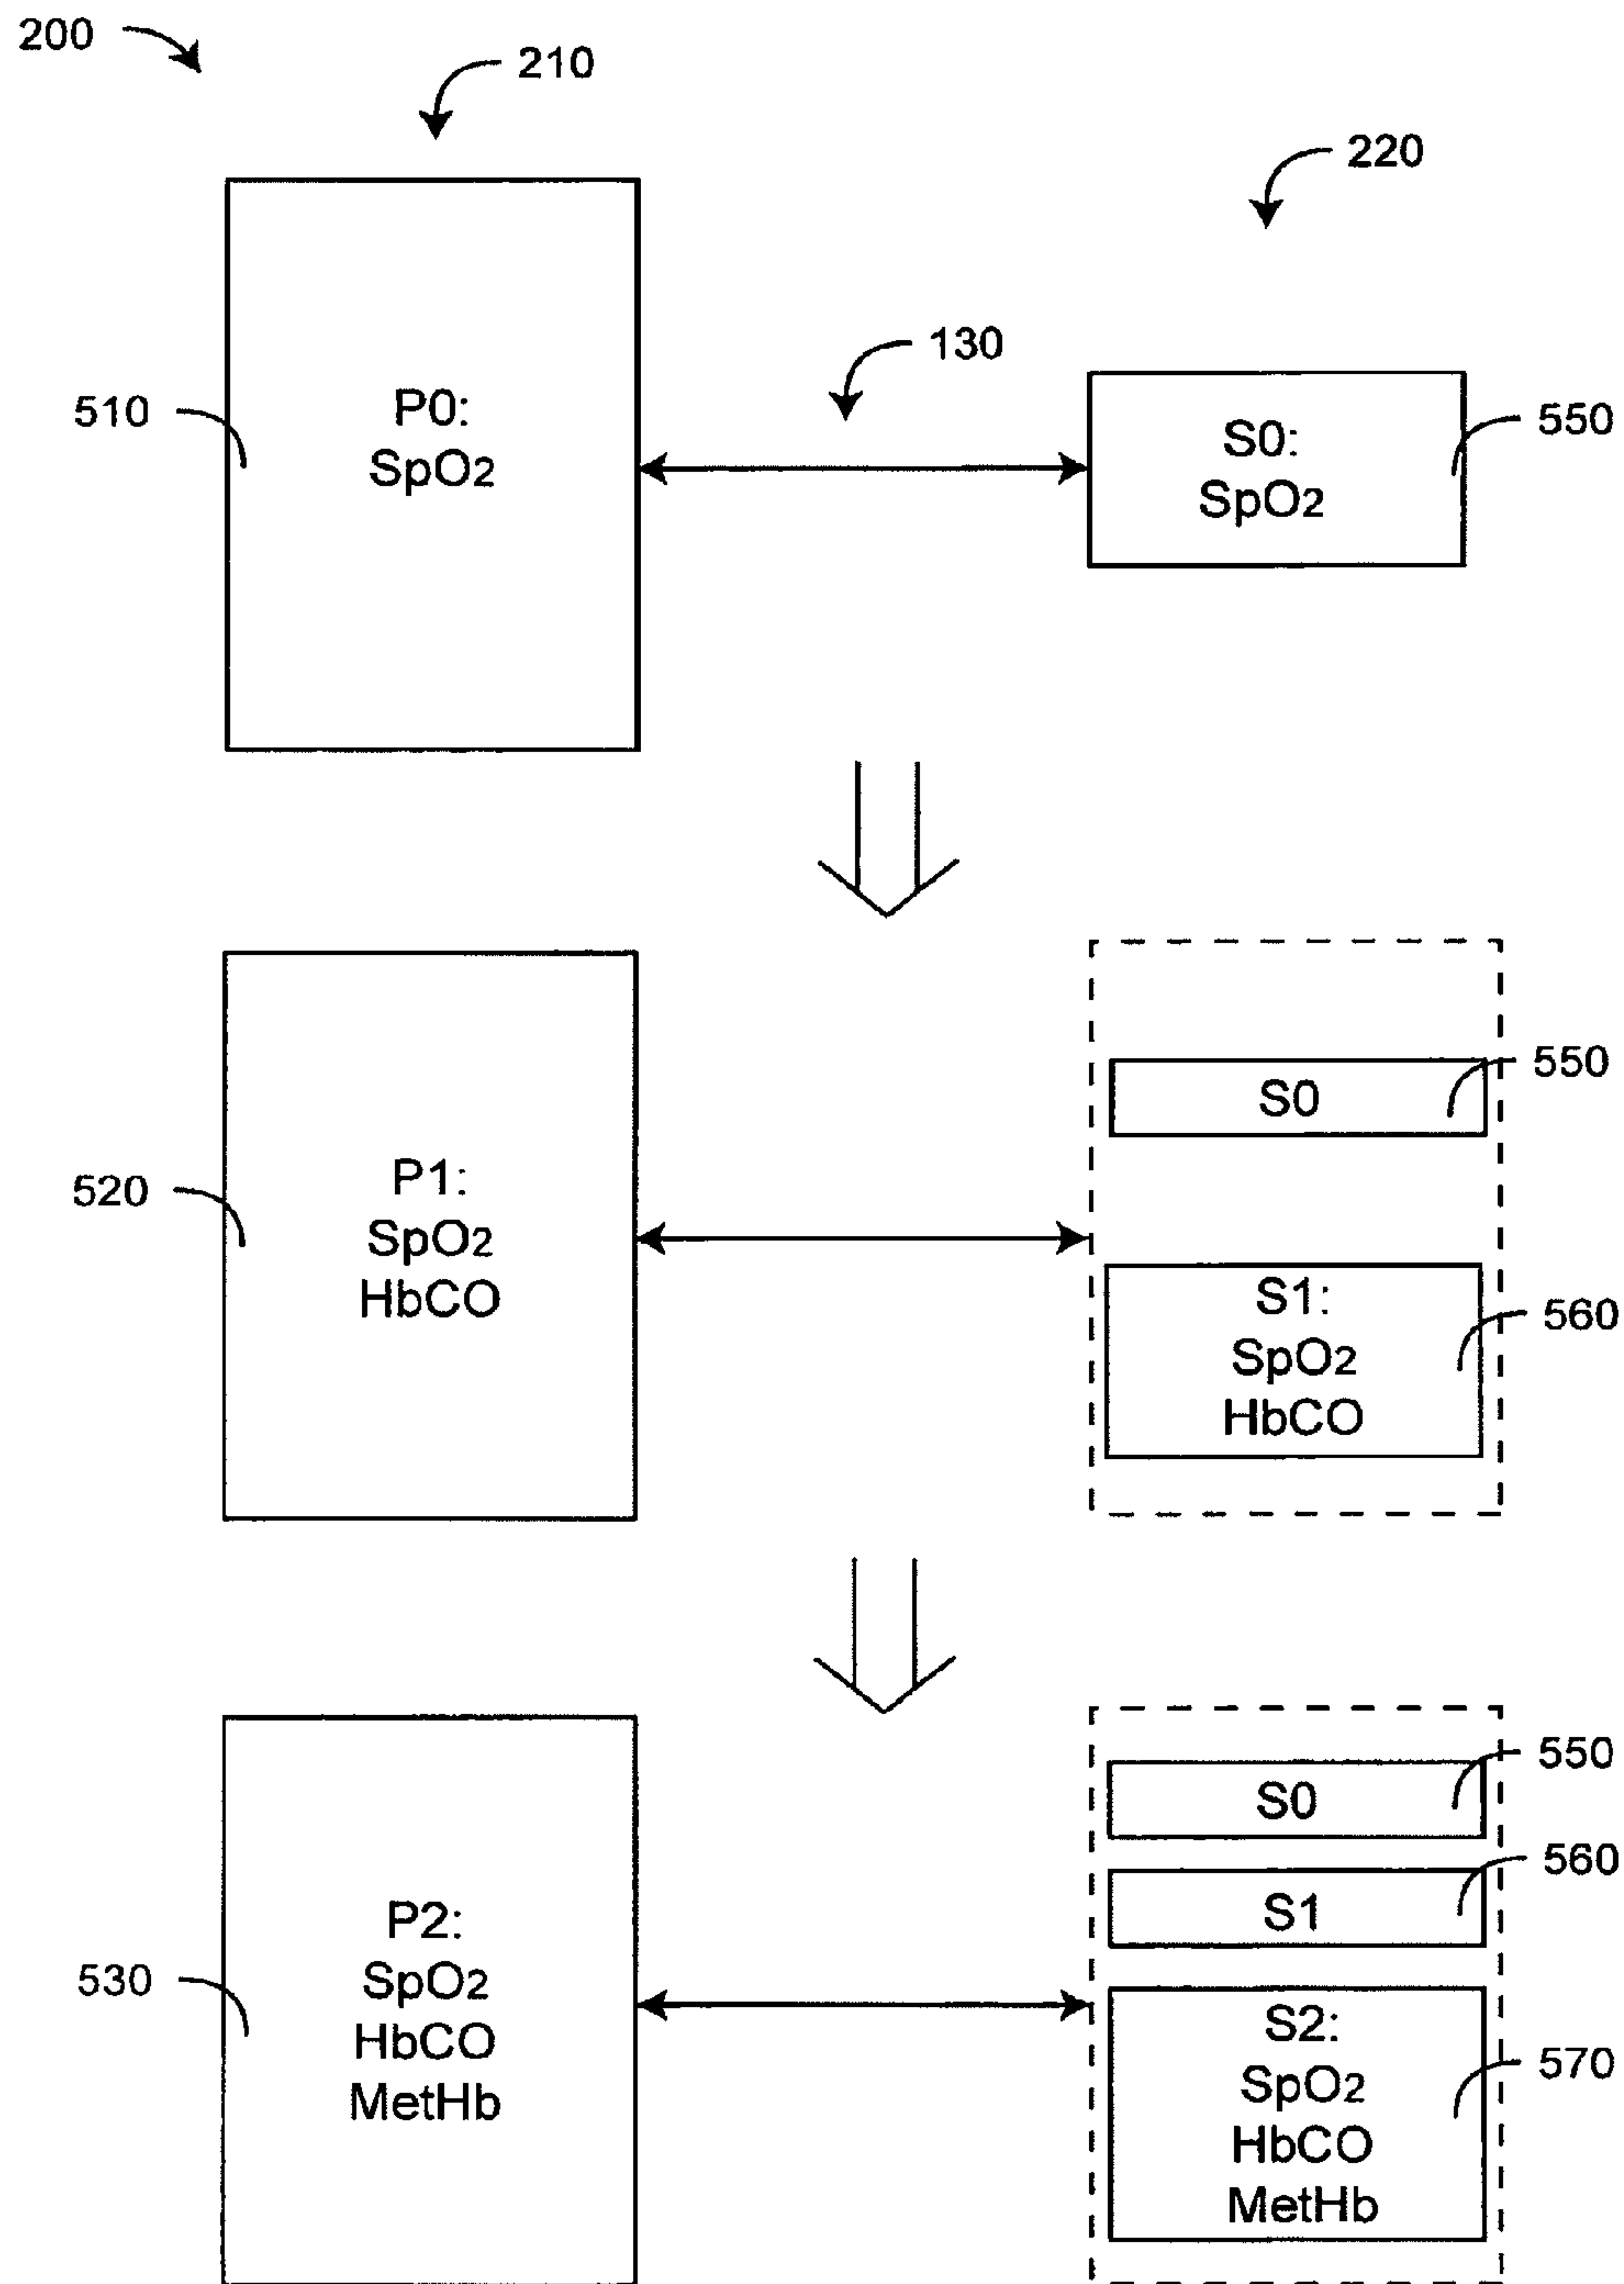 200
210
220
130
510
P0:
SpO2
S0:
SpO2
550
520
P1:
SpO2
HbCO
S0
550
S1:
SpO2
HbCO
560
530
P2:
SpO2
HbCO
MetHb
S0
550
S1
560
S2:
SpO2
HbCO
MetHb
570